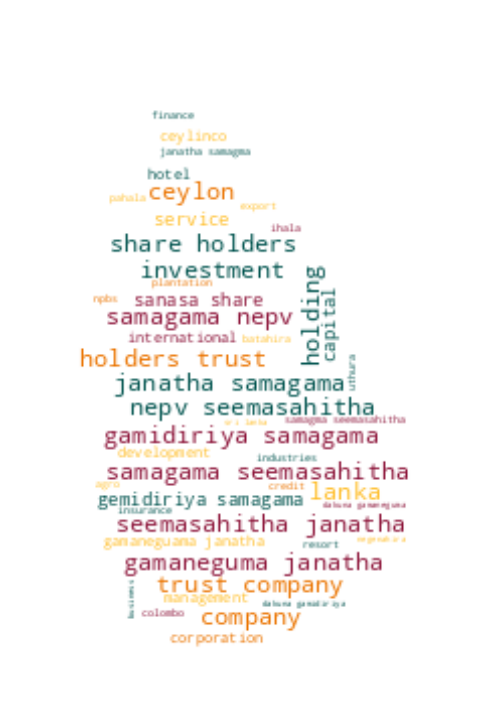 finance
ceylinco
janatha samagma
hotel
ceylon
pahala
export
service
ihala
share holders
investment
holding
capital
plantation
npbs
sanasa share
samagama nepv
international
batahira
holders trust
uthura
janatha samagama
nepv seemasahitha
sri lanka
samagma seemasahitha
gamidiriya samagama
development
industries
samagama seemasahitha
agro
credit
lanka
gemidiriya samagama
dakuna gamaneguma
insurance
seemasahitha janatha
gamaneguama janatha
resort
gamaneguma janatha
trust company
business
management
dakuna gamidiriya
colombo
company
corporation